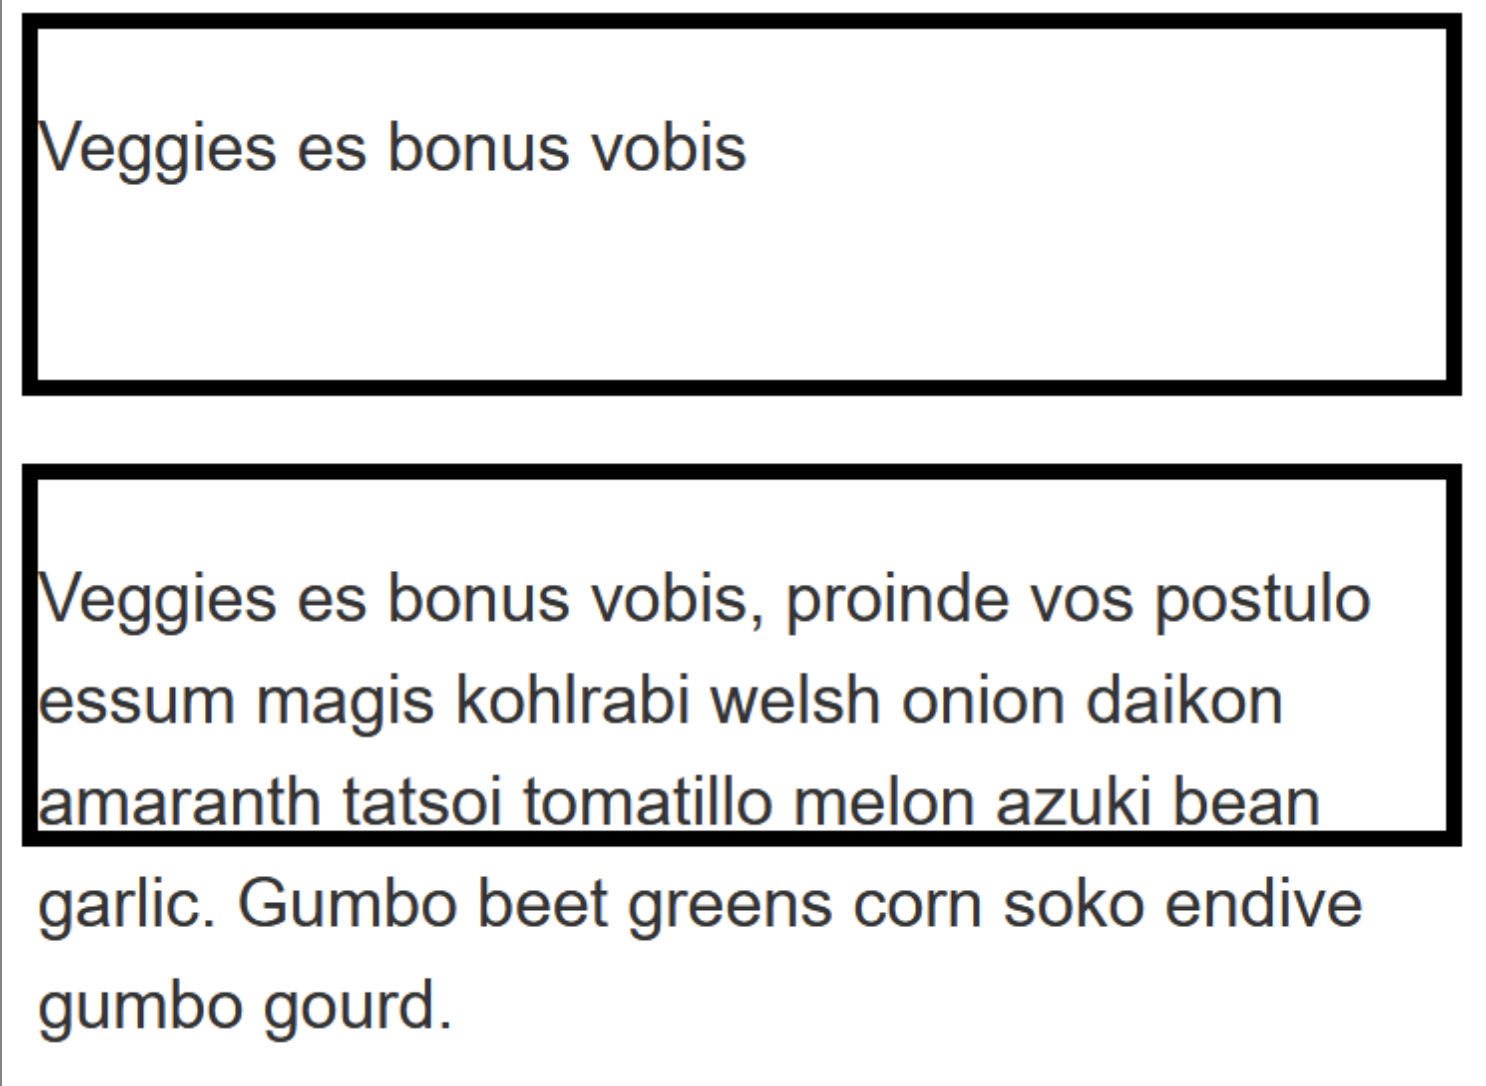 Veggies es bonus vobis
Veggies es bonus vobis, proinde vos postulo
essum magis kohlrabi welsh onion daikon
amaranth tatsoi tomatillo melon azuki bean
garlic. Gumbo beet greens corn soko endive
gumbo gourd.